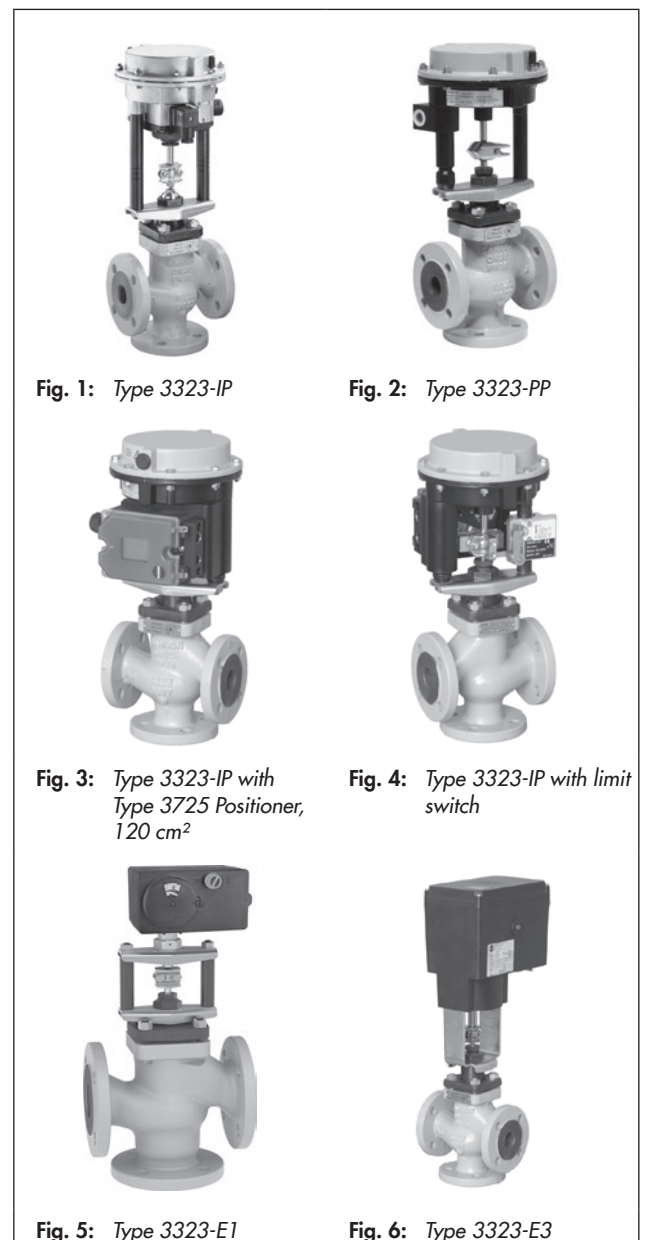 Fig. 1: Type 3323-IP
Fig. 2: Type 3323-PP
Fig. 3: Type 3323-IP with
Type 3725 Positioner,
120 cm²
Fig. 4: Type 3323-IP with limit
switch
Fig. 5: Type 3323-E1
Fig. 6: Type 3323-E3